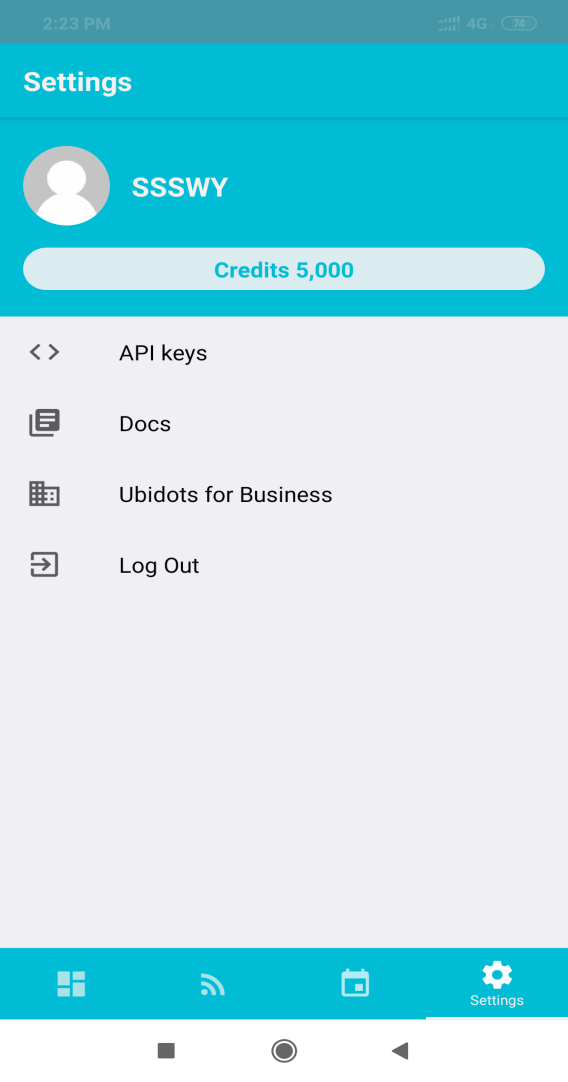 2:23 PM 4G 74
Settings
SSSWY
Credits 5,000
API keys
Docs
Ubidots for Business
Log Out
Settings